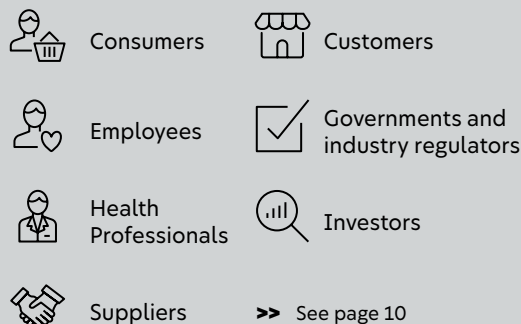 Consumers
Customers
Employees
Governments and
industry regulators
Health
Professionals
Investors
Suppliers
>> See page 10